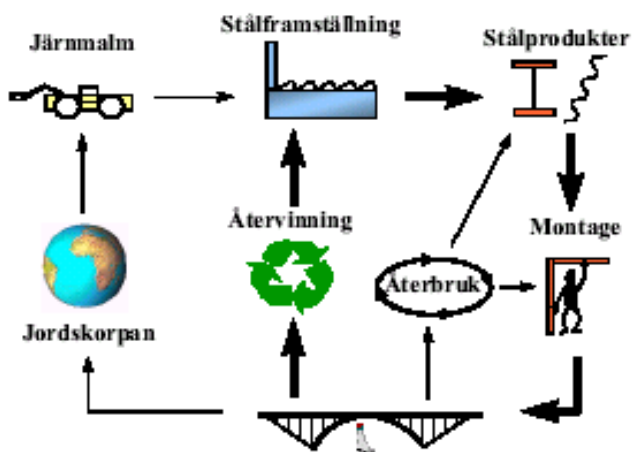 Järnmalm
Stålframställning
Stålprodukter
Återvinning
Montage
Återbruk
Jordskorpan